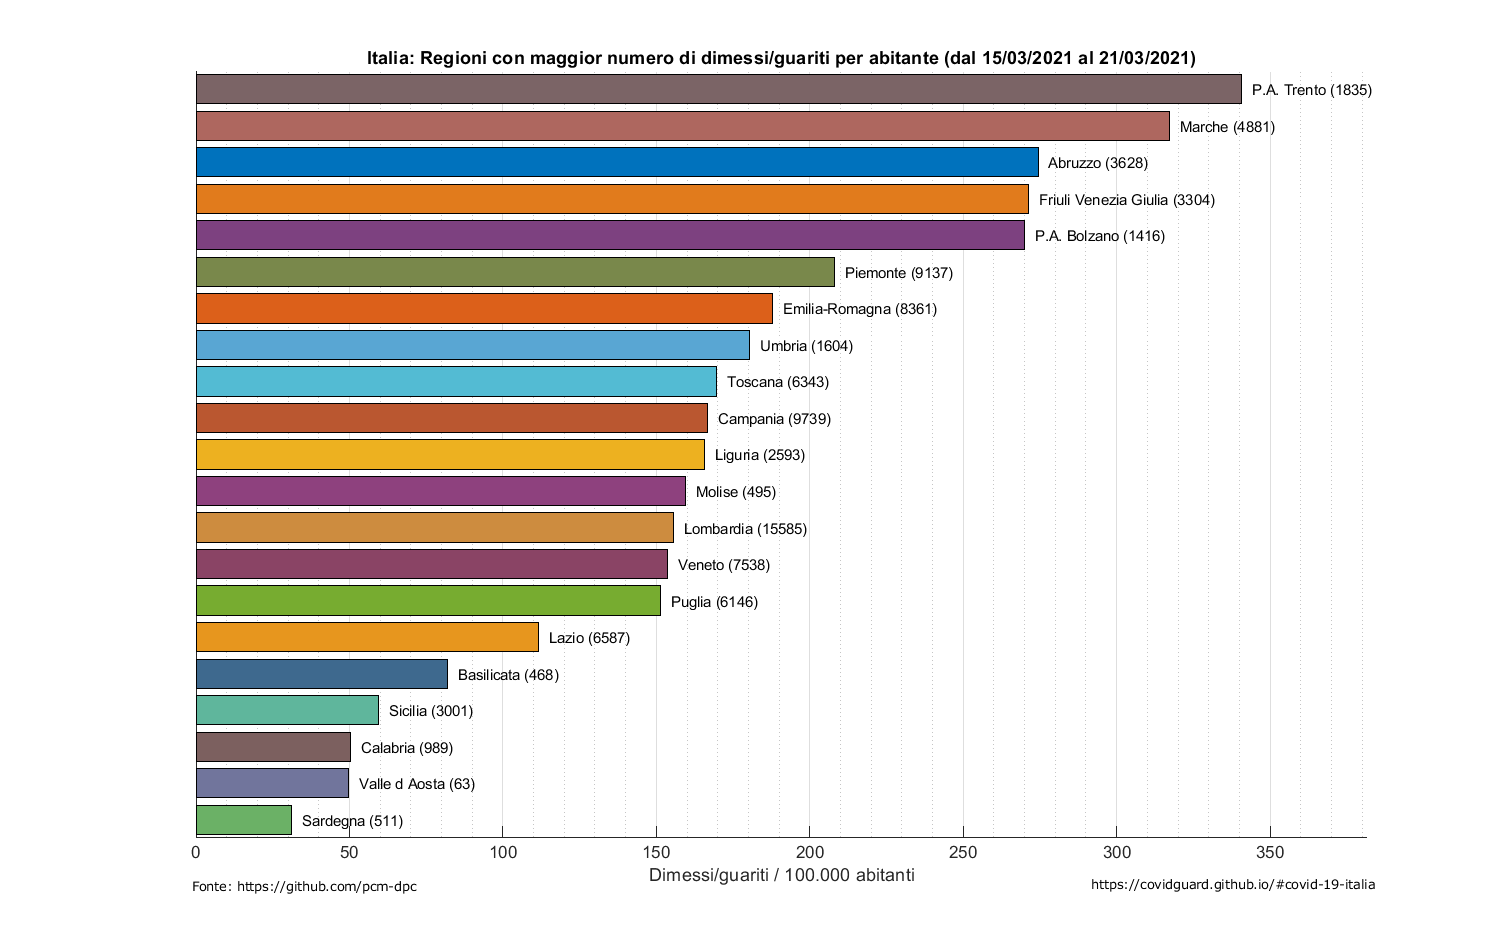 Italia: Regioni con maggior numero di dimessi/guariti per abitante (dal 15/03/2021 al 21/03/2021)
P.A. Trento (1835)
Marche (4881)
Abruzzo (3628)
Friuli Venezia Giulia (3304)
P.A. Bolzano (1416)
Piemonte (9137)
Emilia-Romagna (8361)
Umbria (1604)
Toscana (6343)
Campania (9739)
Liguria (2593)
Molise (495)
Lombardia (15585)
Veneto (7538)
Puglia (6146)
Lazio (6587)
Basilicata (468)
Sicilia (3001)
Calabria (989)
Valle d Aosta (63)
Sardegna (511)
0 50 100 150 200 250 300 350
Dimessi/guariti / 100.000 abitanti
Fonte: https://github.com/pcm-dpc
https://covidguard.github.io/#covid-19-italia